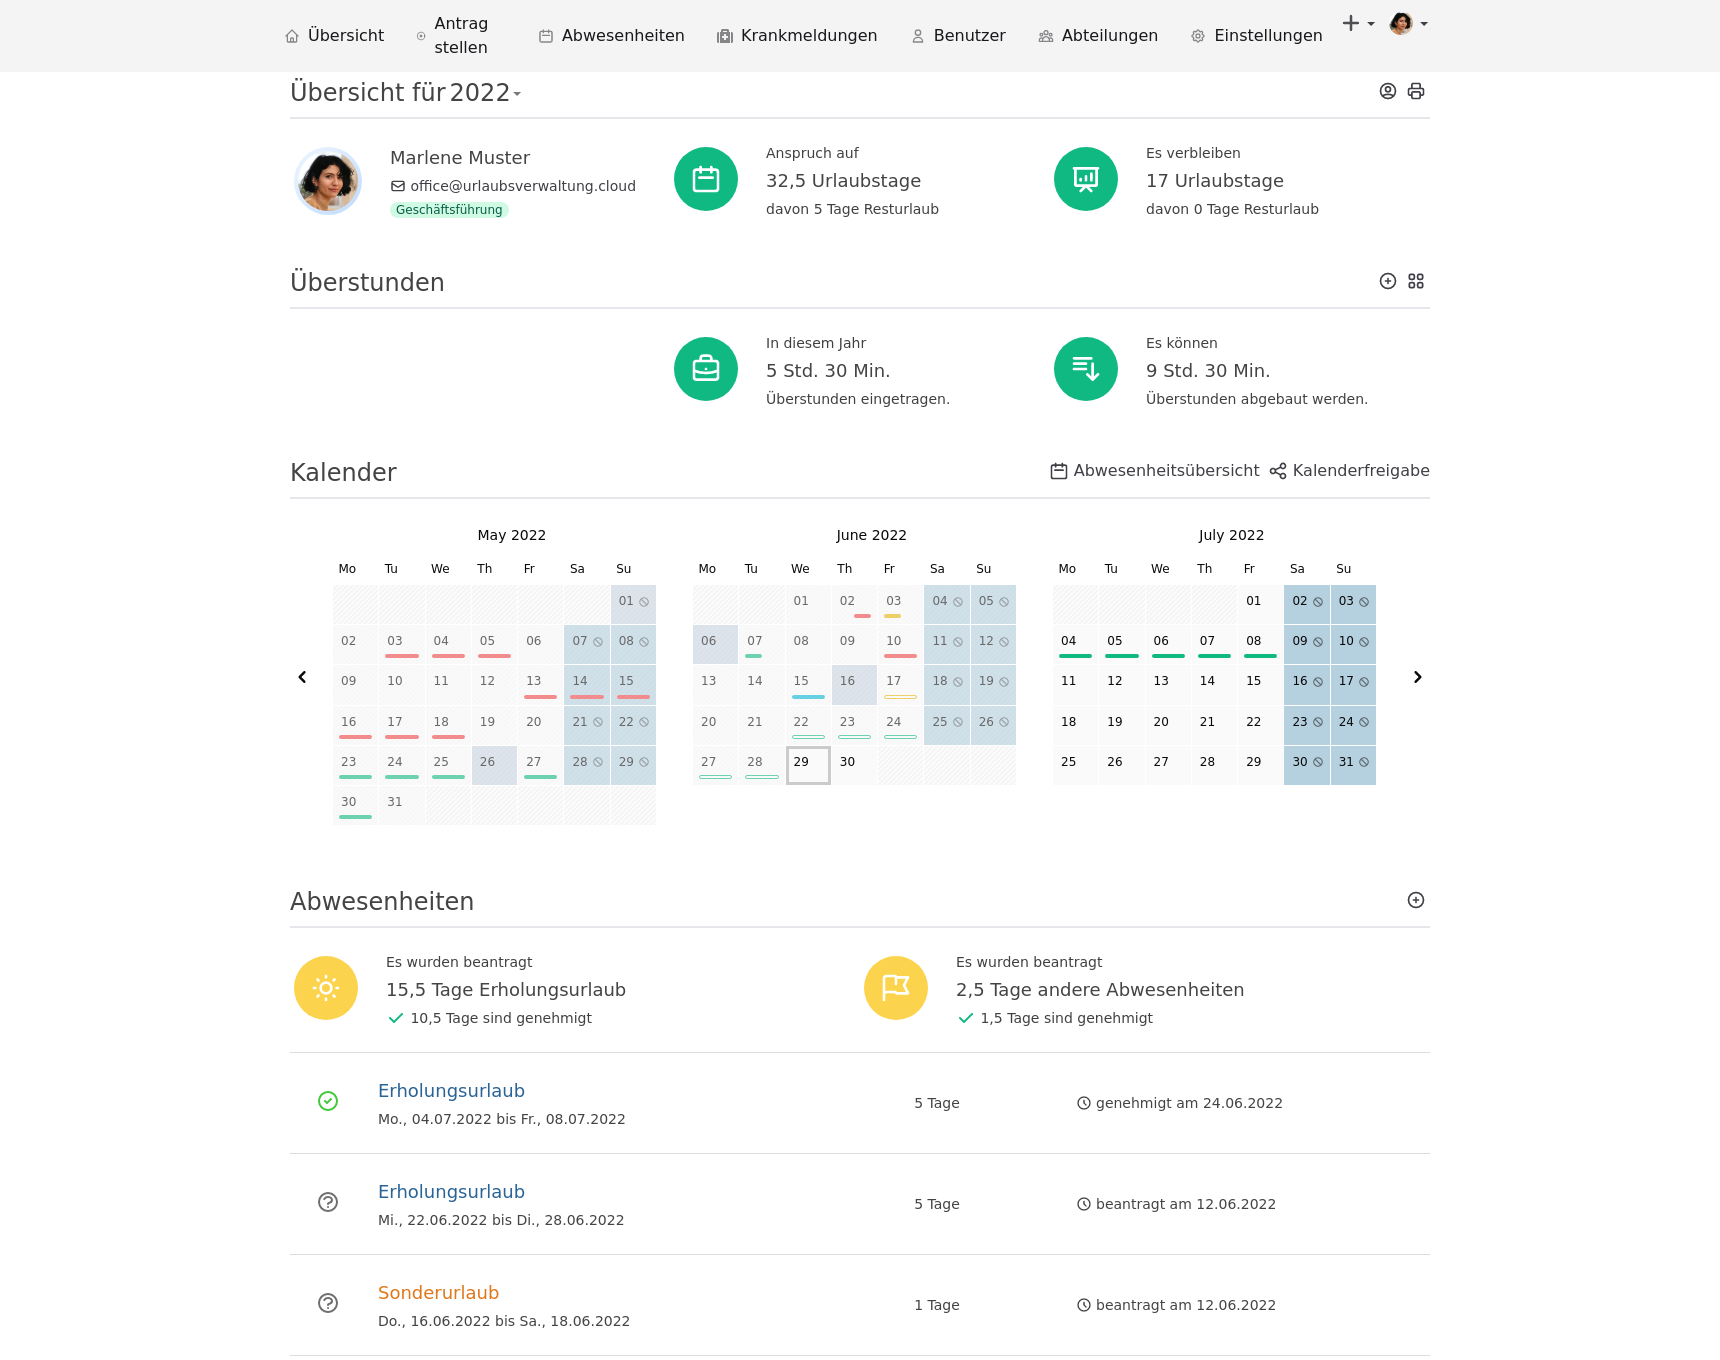 Übersicht
Antrag stellen
Abwesenheiten
Krankmeldungen
Benutzer
Abteilungen
Einstellungen
Übersicht für 2022
Marlene Muster
office@urlaubsverwaltung.cloud
Geschäftsführung
Anspruch auf
32,5 Urlaubstage
davon 5 Tage Resturlaub
Es verbleiben
17 Urlaubstage
davon 0 Tage Resturlaub
Überstunden
In diesem Jahr
5 Std. 30 Min.
Überstunden eingetragen.
Es können
9 Std. 30 Min.
Überstunden abgebaut werden.
Kalender
Abwesenheitsübersicht
Kalenderfreigabe
May 2022
Mo Tu We Th Fr Sa Su
01
02 03 04 05 06 07 08
09 10 11 12 13 14 15
16 17 18 19 20 21 22
23 24 25 26 27 28 29
30 31
June 2022
Mo Tu We Th Fr Sa Su
01 02 03 04 05
06 07 08 09 10 11 12
13 14 15 16 17 18 19
20 21 22 23 24 25 26
27 28 29 30
July 2022
Mo Tu We Th Fr Sa Su
01 02 03
04 05 06 07 08 09 10
11 12 13 14 15 16 17
18 19 20 21 22 23 24
25 26 27 28 29 30 31
Abwesenheiten
Es wurden beantragt
15,5 Tage Erholungsurlaub
10,5 Tage sind genehmigt
Es wurden beantragt
2,5 Tage andere Abwesenheiten
1,5 Tage sind genehmigt
Erholungsurlaub
Mo., 04.07.2022 bis Fr., 08.07.2022
5 Tage
genehmigt am 24.06.2022
Erholungsurlaub
Mi., 22.06.2022 bis Di., 28.06.2022
5 Tage
beantragt am 12.06.2022
Sonderurlaub
Do., 16.06.2022 bis Sa., 18.06.2022
1 Tage
beantragt am 12.06.2022